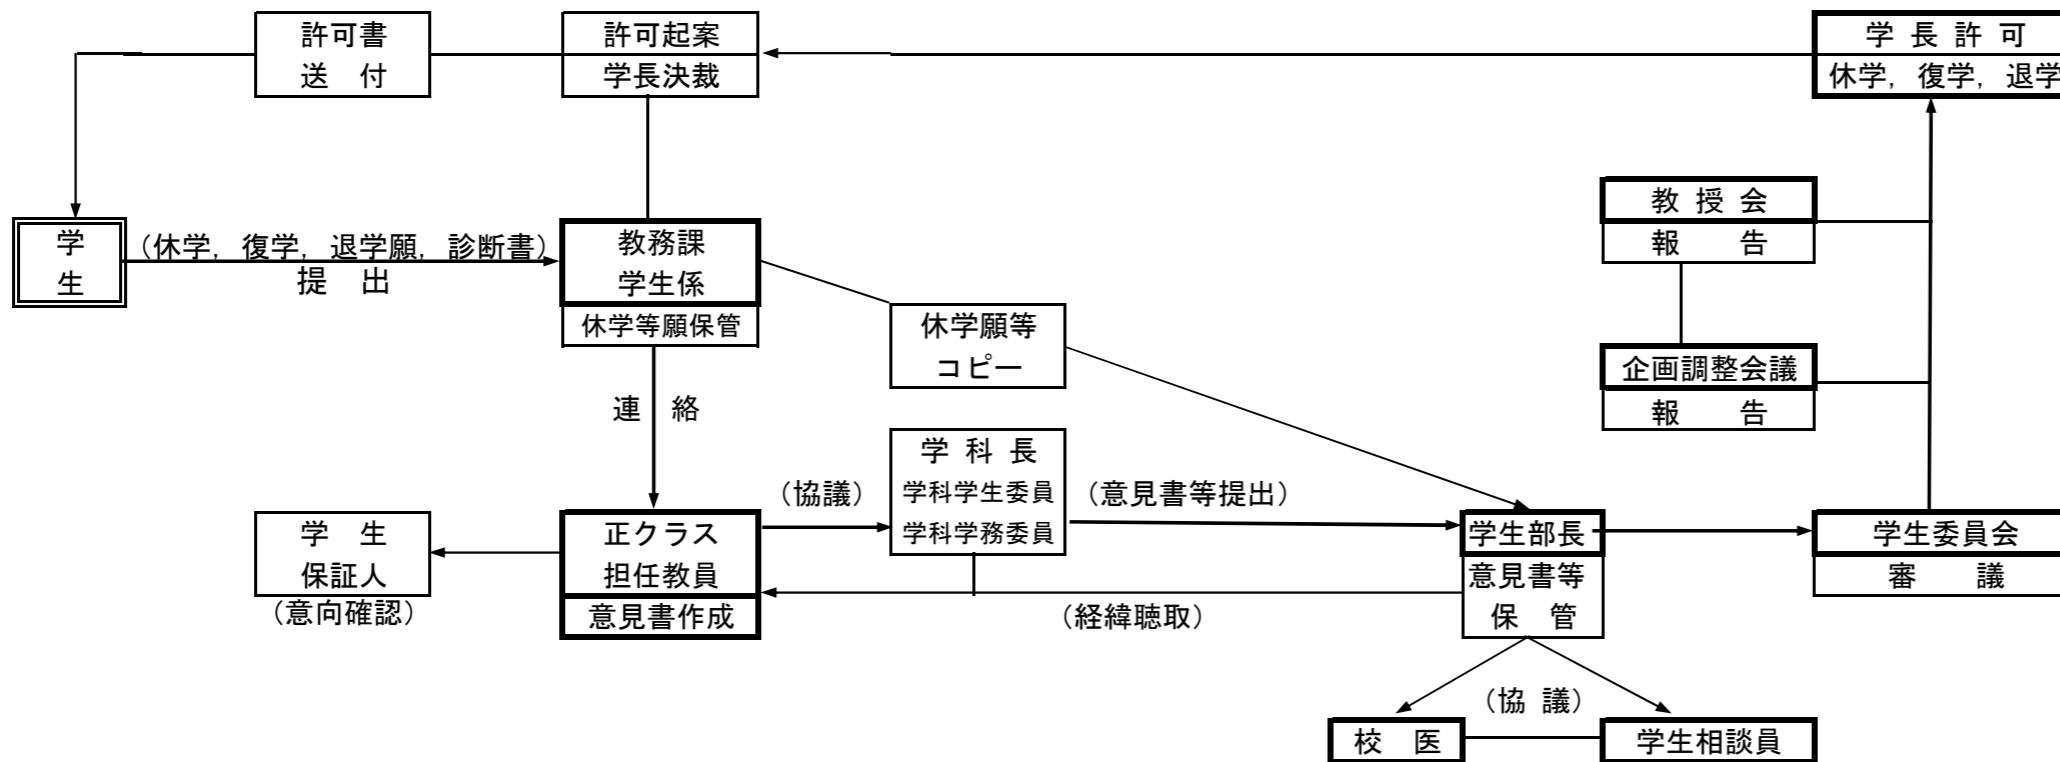 許可書
送　付
許可起案
学長決裁
学 長 許 可
休学，復学，退学
教 授 会
報　　告
学
生
（休学，復学，退学願，診断書）
提　出
教務課
学生係
休学等願保管
休学願等
コピー
企画調整会議
報　　告
連　絡
学 科 長
学科学生委員
学科学務委員
（協議）
（意見書等提出）
学　生
保証人
（意向確認）
正クラス
担任教員
意見書作成
学生部長
意見書等
保　管
学生委員会
審　　議
（経緯聴取）
（協 議）
校　医
学生相談員